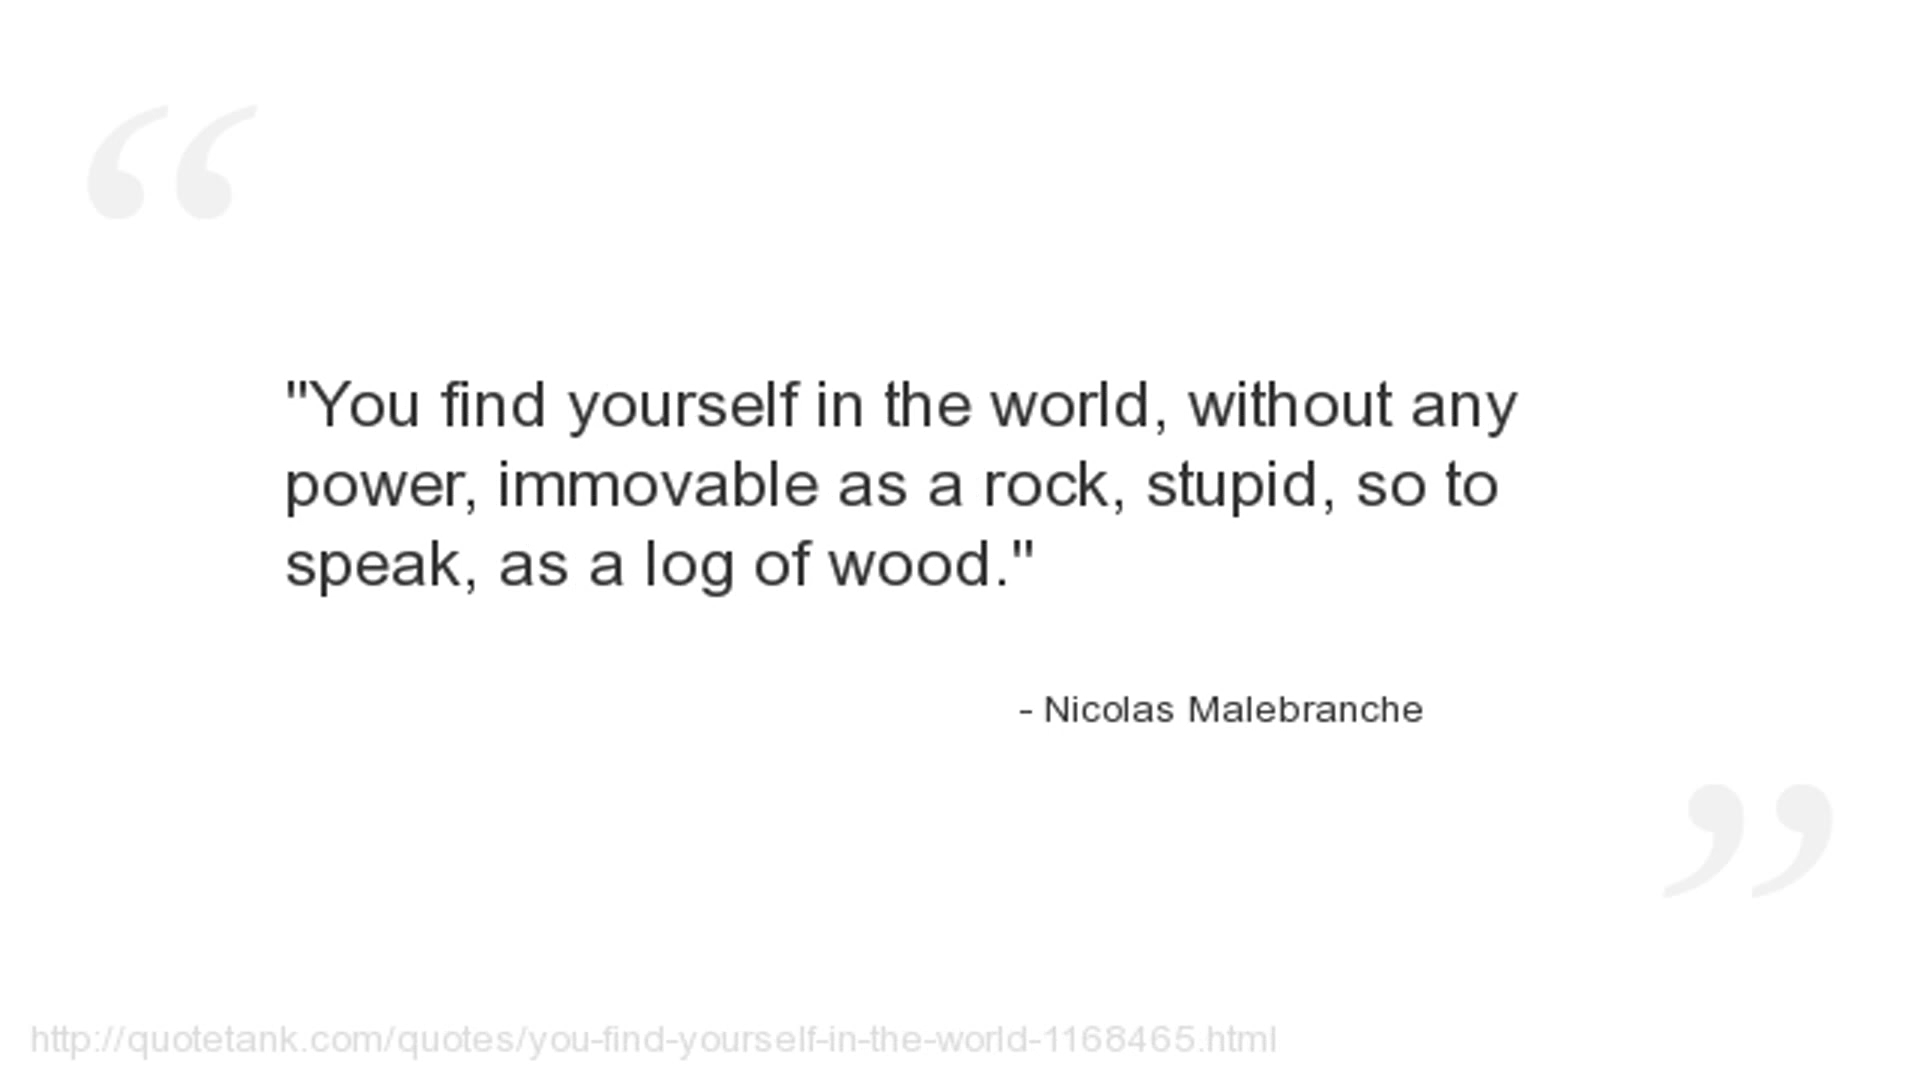 "You find yourself in the world, without any
power, immovable as a rock, stupid, so to
speak, as a log of wood."
- Nicolas Malebranche
http://quotetank.com/quotes/you-find-yourself-in-the-world-1168465.html